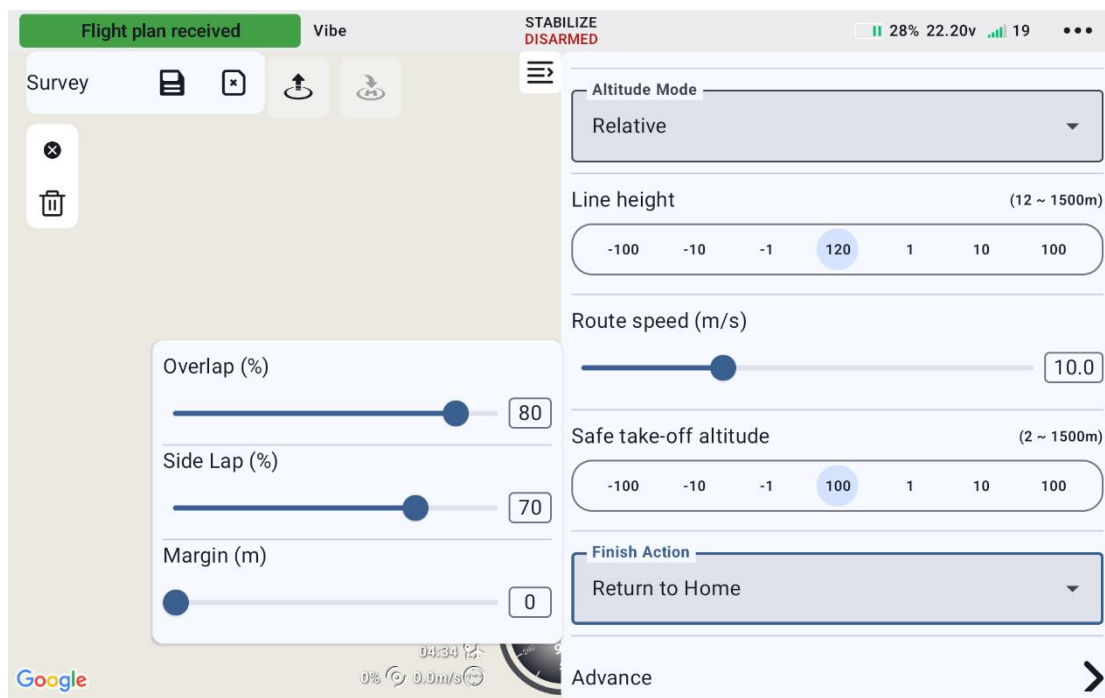 Flight plan received
Vibe
STABILIZE
DISARMED
28% 22.20v 19
Survey
Altitude Mode
Relative
Line height (12 ~ 1500m)
-100 -10 -1 120 1 10 100
Route speed (m/s)
10.0
Safe take-off altitude (2 ~ 1500m)
-100 -10 -1 100 1 10 100
Finish Action
Return to Home
Advance
Overlap (%)
80
Side Lap (%)
70
Margin (m)
0
04:34
0% 0.0m/s
Google